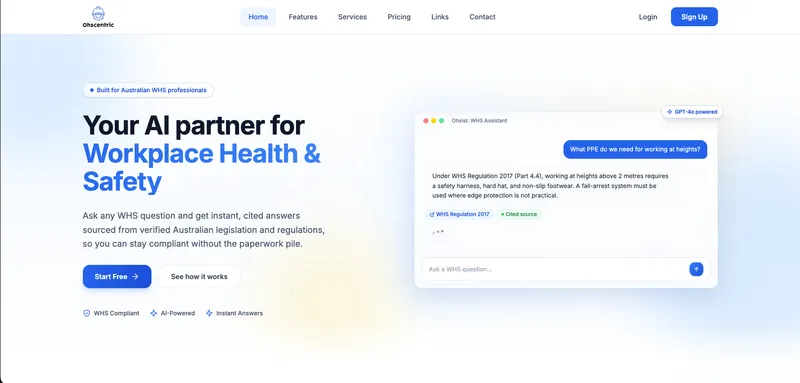 Ohscentric
Home
Features
Services
Pricing
Links
Contact
Login
Sign Up
Built for Australian WHS professionals
Your AI partner for
Workplace Health &
Safety
Ask any WHS question and get instant, cited answers
sourced from verified Australian legislation and regulations,
so you can stay compliant without the paperwork pile.
Start Free
See how it works
WHS Compliant
AI-Powered
Instant Answers
GPT-4o powered
Ohsist: WHS Assistant
What PPE do we need for working at heights?
Under WHS Regulation 2017 (Part 4.4), working at heights above 2 metres requires
a safety harness, hard hat, and non-slip footwear. A fall-arrest system must be
used where edge protection is not practical.
WHS Regulation 2017
Cited source
Ask a WHS question...